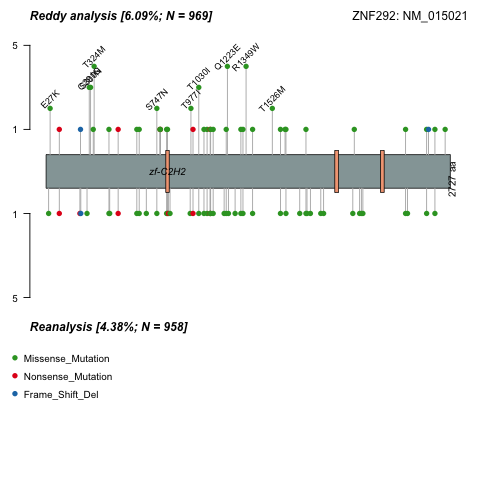 Reddy analysis [6.09%; N = 969]
ZNF292: NM_015021
5
T324M
Q1223E
R1349W
T1030I
E27K
S747N
T977I
T1526M
1
zf-C2H2
2727 aa
1
5
Reanalysis [4.38%; N = 958]
Missense_Mutation
Nonsense_Mutation
Frame_Shift_Del